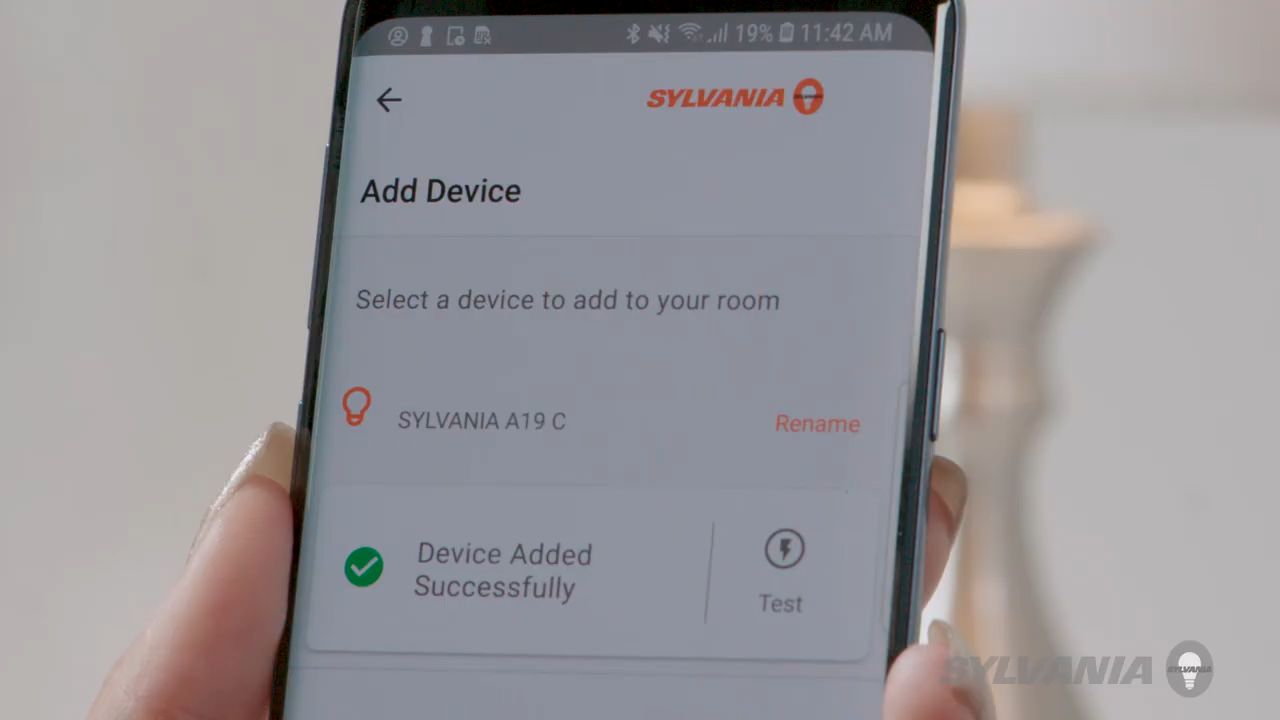 19% 11:42 AM
SYLVANIA
Add Device
Select a device to add to your room
SYLVANIA A19 C
Rename
Device Added
Successfully
Test
SYLVANIA
SYLVANIA